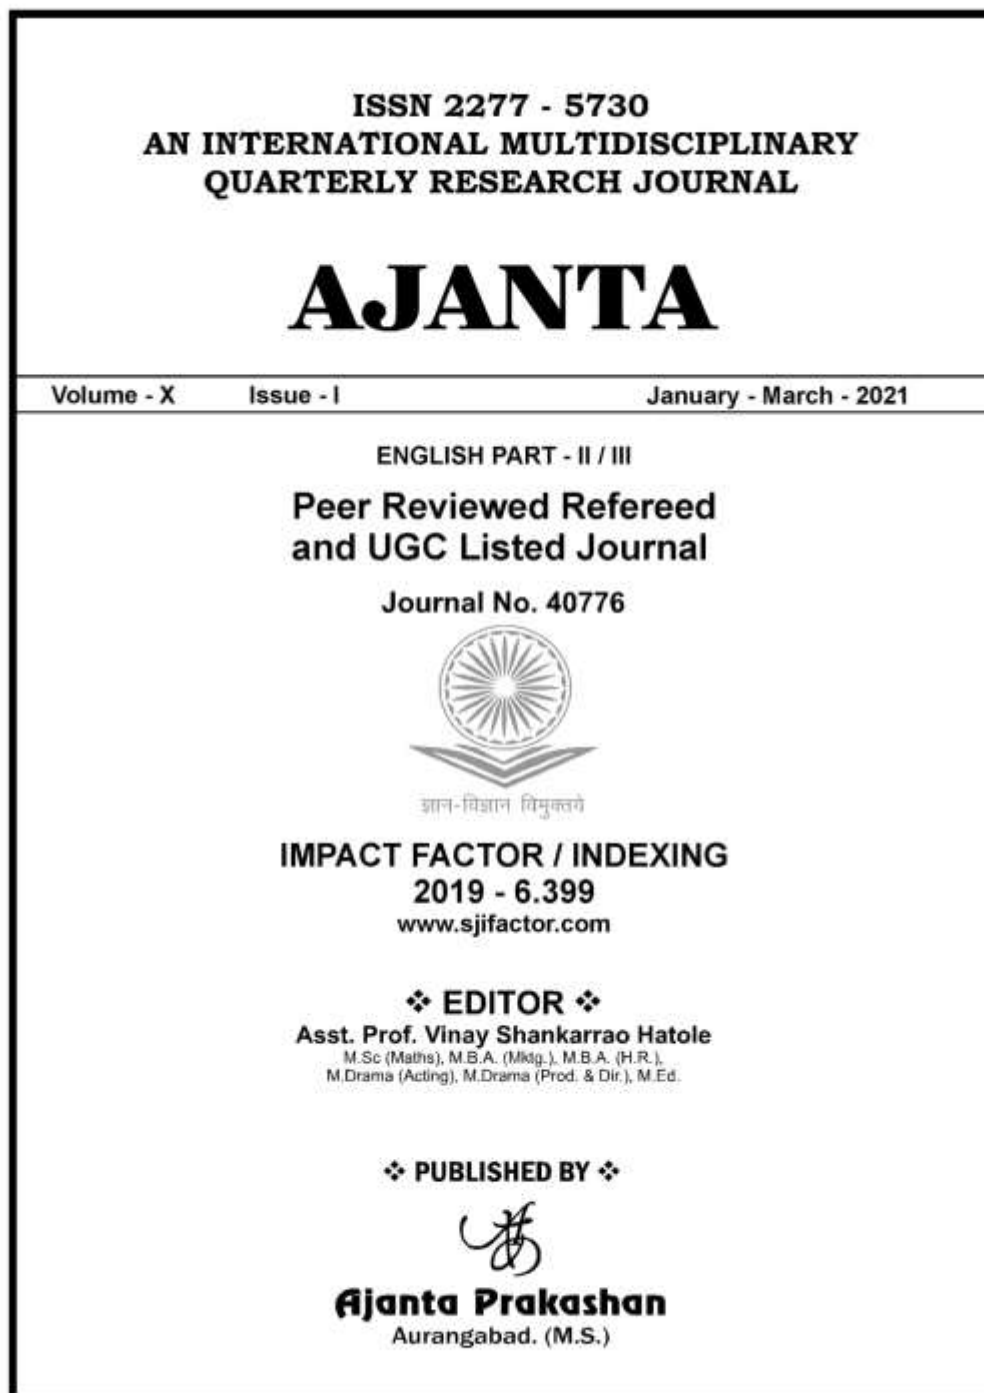 ISSN 2277 - 5730
AN INTERNATIONAL MULTIDISCIPLINARY
QUARTERLY RESEARCH JOURNAL
AJANTA
Volume - X Issue - I January - March - 2021
ENGLISH PART - II / III
Peer Reviewed Refereed
and UGC Listed Journal
Journal No. 40776
ज्ञान-विज्ञान विमुक्तये
IMPACT FACTOR / INDEXING
2019 - 6.399
www.sjifactor.com
❖ EDITOR ❖
Asst. Prof. Vinay Shankarrao Hatole
M.Sc (Maths), M.B.A. (Mktg.), M.B.A. (H.R.),
M.Drama (Acting), M.Drama (Prod. & Dir.), M.Ed.
❖ PUBLISHED BY ❖
Ajanta Prakashan
Aurangabad. (M.S.)